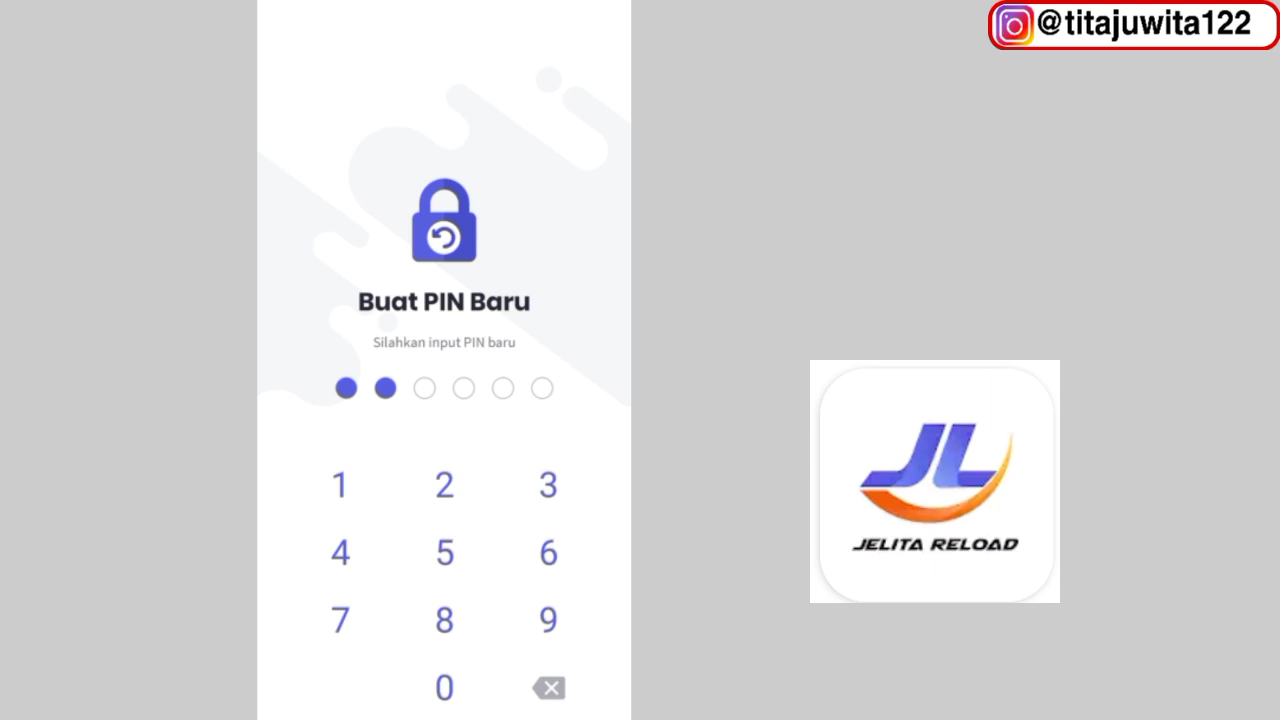 @titajuwita122
Buat PIN Baru
Silahkan input PIN baru
1 2 3
4 5 6
7 8 9
0
JL
JELITA RELOAD